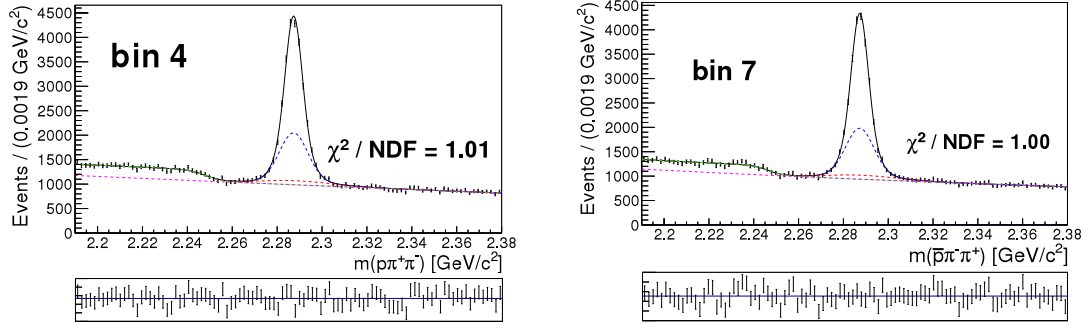 Events / (0.0019 GeV/c²)
4500
4000
3500
3000
2500
2000
1500
1000
500
0
bin 4
χ² / NDF = 1.01
2.2 2.22 2.24 2.26 2.28 2.3 2.32 2.34 2.36 2.38
m(pπ⁺π⁻) [GeV/c²]
Events / (0.0019 GeV/c²)
4500
4000
3500
3000
2500
2000
1500
1000
500
0
bin 7
χ² / NDF = 1.00
2.2 2.22 2.24 2.26 2.28 2.3 2.32 2.34 2.36 2.38
m(p̅π⁻π⁺) [GeV/c²]